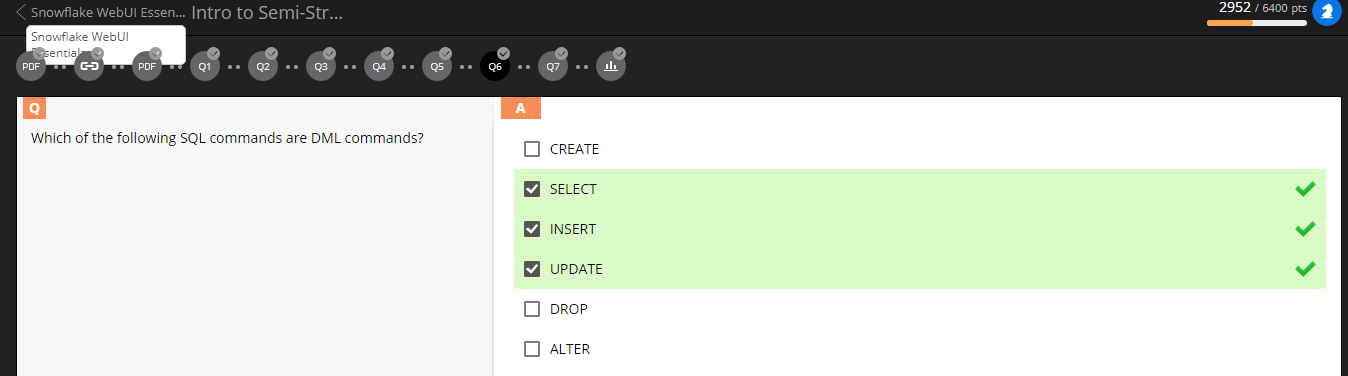 Snowflake WebUI Essen... Intro to Semi-Str...
2952 / 6400 pts
Snowflake WebUI
Essentials
PDF
PDF
Q1
Q2
Q3
Q4
Q5
Q6
Q7
Q
A
Which of the following SQL commands are DML commands?
CREATE
SELECT
INSERT
UPDATE
DROP
ALTER